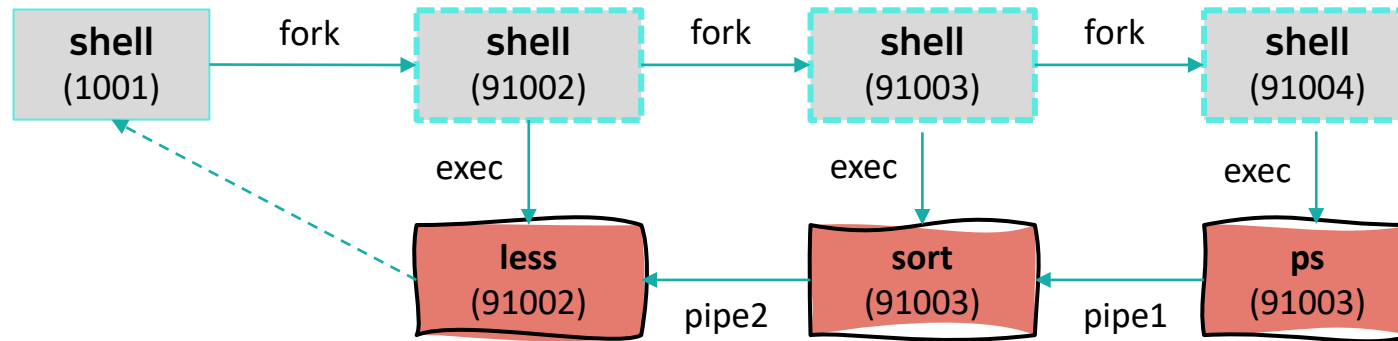 shell
(1001)
fork
shell
(91002)
fork
shell
(91003)
fork
shell
(91004)
exec
exec
exec
less
(91002)
pipe2
sort
(91003)
pipe1
ps
(91003)